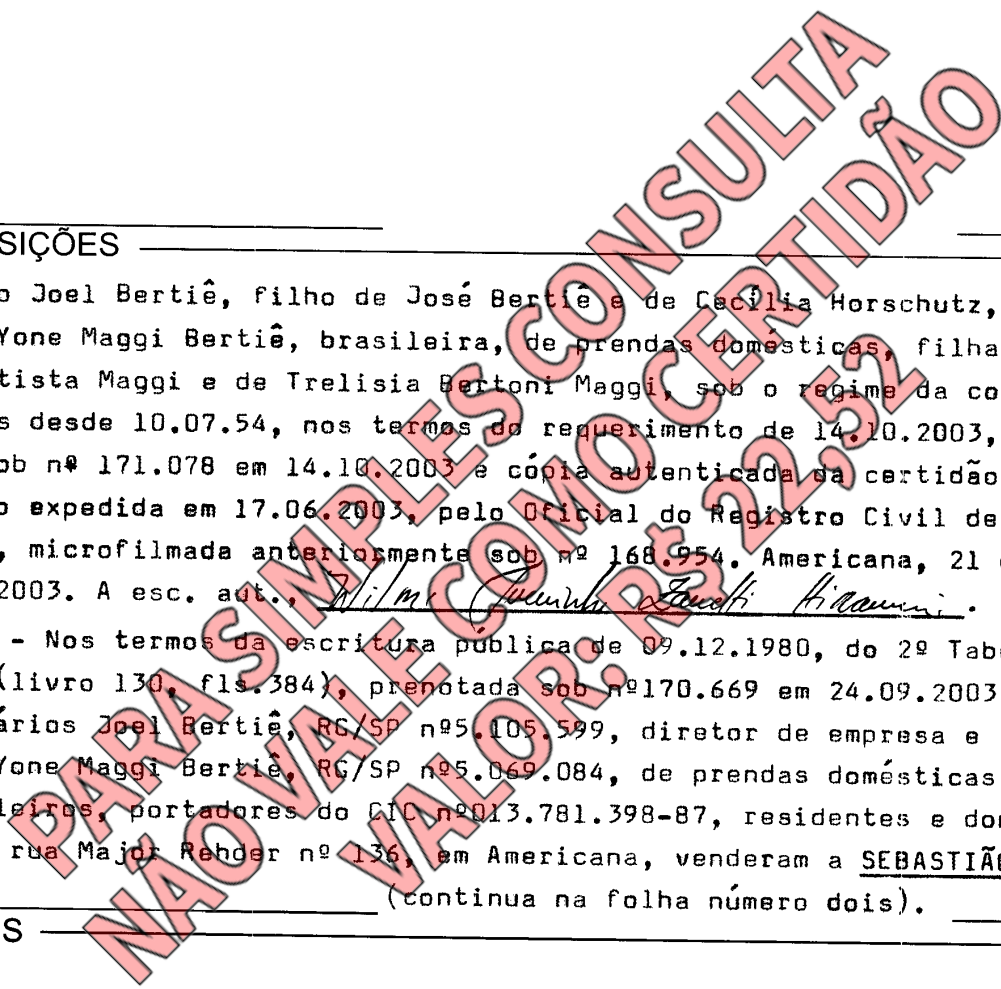 SIÇÕES
o Joel Bertiê, filho de José Bertiê e de Cecília Horschutz,
Yone Maggi Bertiê, brasileira, de prendas domésticas, filha
tista Maggi e de Trelisia Bertoni Maggi, sob o regime da co
s desde 10.07.54, nos termos do requerimento de 14.10.2003,
ob nº 171.078 em 14.10.2003 e cópia autenticada da certidão
o expedida em 17.06.2003, pelo Oficial do Registro Civil de
, microfilmada anteriormente sob nº 168.954. Americana, 21
2003. A esc. aut.,
- Nos termos da escritura pública de 09.12.1980, do 2º Tab
(livro 130, fls.384), prenotada sob nº170.669 em 24.09.2003
ários Joel Bertiê, RG/SP nº5.105.599, diretor de empresa e
Yone Maggi Bertiê, RG/SP nº5.069.084, de prendas domésticas
leiros, portadores do CIC nº013.781.398-87, residentes e do
rua Major Rehder nº 136, em Americana, venderam a SEBASTIÃ
(continua na folha número dois).
S
PARA SIMPLES CONSULTA
NÃO VALE COMO CERTIDÃO
VALOR: R$ 22,52